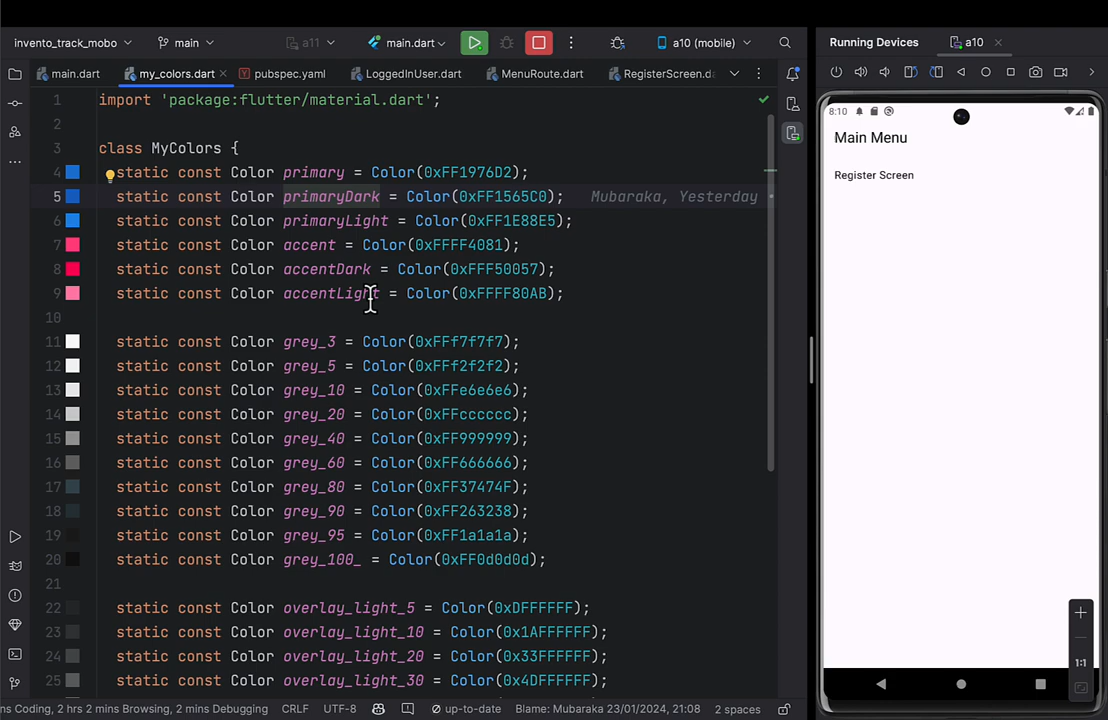 invento_track_mobo
main
a11
main.dart
a10 (mobile)
Running Devices
a10
main.dart
my_colors.dart
pubspec.yaml
LoggedInUser.dart
MenuRoute.dart
RegisterScreen.da
1 import 'package:flutter/material.dart';
2
3 class MyColors {
4 static const Color primary = Color(0xFF1976D2);
5 static const Color primaryDark = Color(0xFF1565C0); Mubaraka, Yesterday •
6 static const Color primaryLight = Color(0xFF1E88E5);
7 static const Color accent = Color(0xFFFF4081);
8 static const Color accentDark = Color(0xFFF50057);
9 static const Color accentLight = Color(0xFFFF80AB);
10
11 static const Color grey_3 = Color(0xFFf7f7f7);
12 static const Color grey_5 = Color(0xFFf2f2f2);
13 static const Color grey_10 = Color(0xFFe6e6e6);
14 static const Color grey_20 = Color(0xFFcccccc);
15 static const Color grey_40 = Color(0xFF999999);
16 static const Color grey_60 = Color(0xFF666666);
17 static const Color grey_80 = Color(0xFF37474F);
18 static const Color grey_90 = Color(0xFF263238);
19 static const Color grey_95 = Color(0xFF1a1a1a);
20 static const Color grey_100_ = Color(0xFF0d0d0d);
21
22 static const Color overlay_light_5 = Color(0xDFFFFFF);
23 static const Color overlay_light_10 = Color(0x1AFFFFFF);
24 static const Color overlay_light_20 = Color(0x33FFFFFF);
25 static const Color overlay_light_30 = Color(0x4DFFFFFF);
8:10
Main Menu
Register Screen
1:1
ns Coding, 2 hrs 2 mins Browsing, 2 mins Debugging
CRLF
UTF-8
up-to-date
Blame: Mubaraka 23/01/2024, 21:08
2 spaces